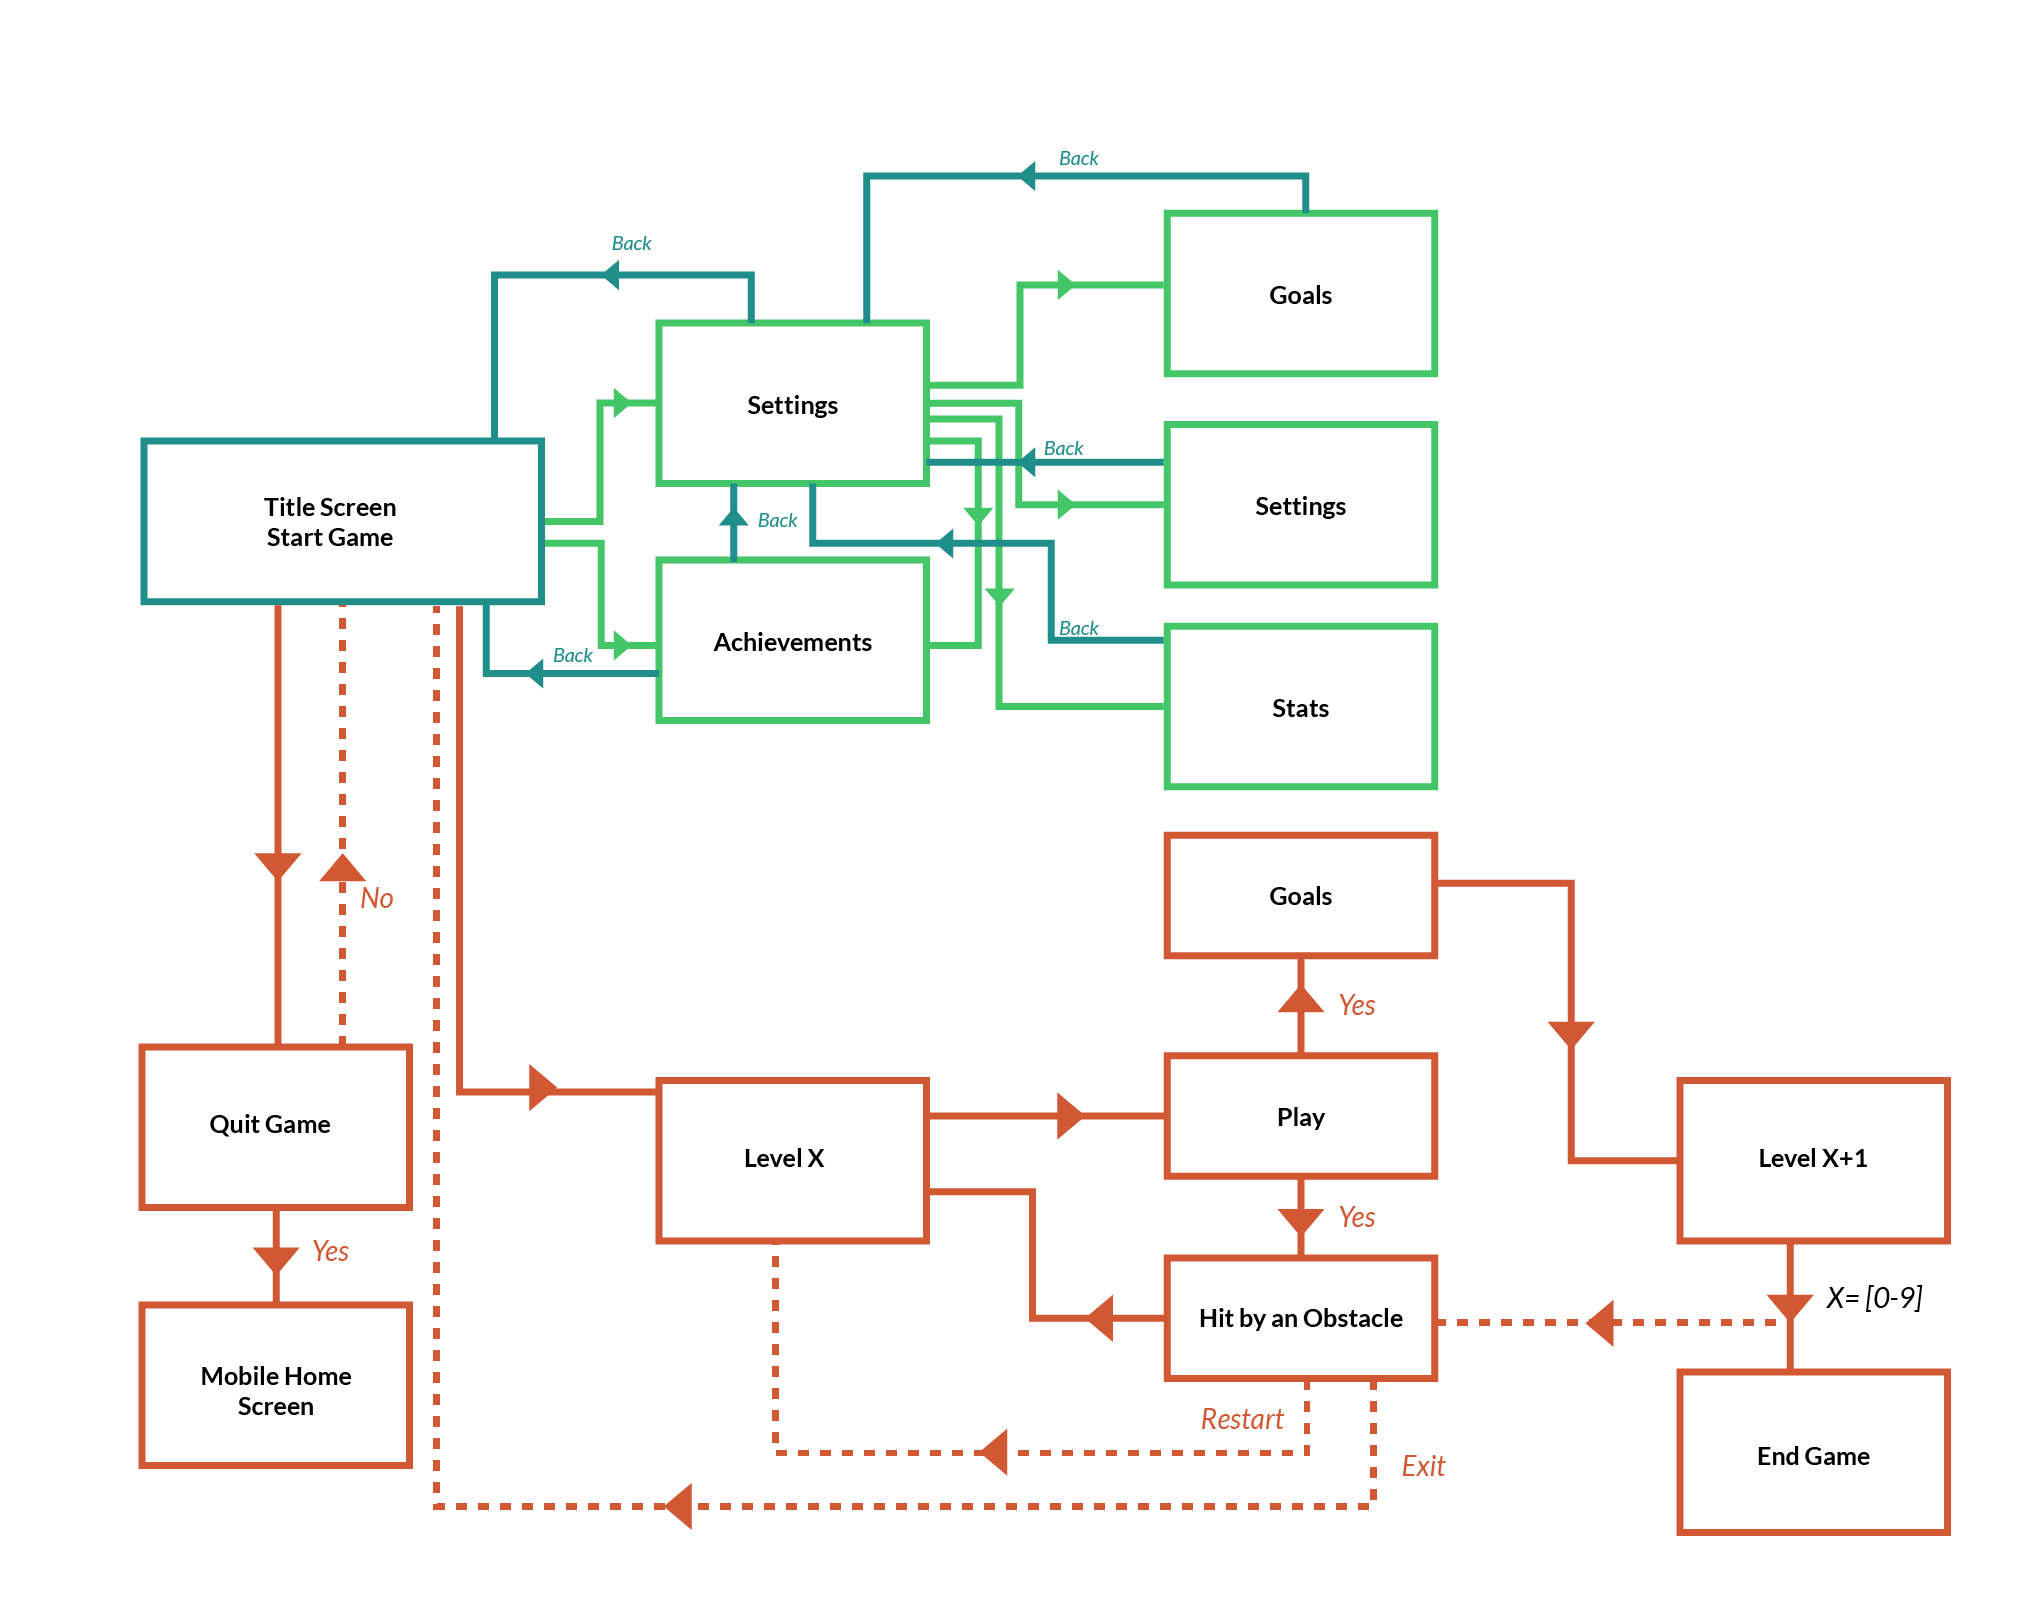 Back
Back
Goals
Settings
Back
Title Screen
Start Game
Settings
Back
Back
Achievements
Back
Stats
No
Goals
Yes
Play
Quit Game
Level X
Level X+1
Yes
Yes
X= [0-9]
Hit by an Obstacle
Mobile Home
Screen
Restart
Exit
End Game